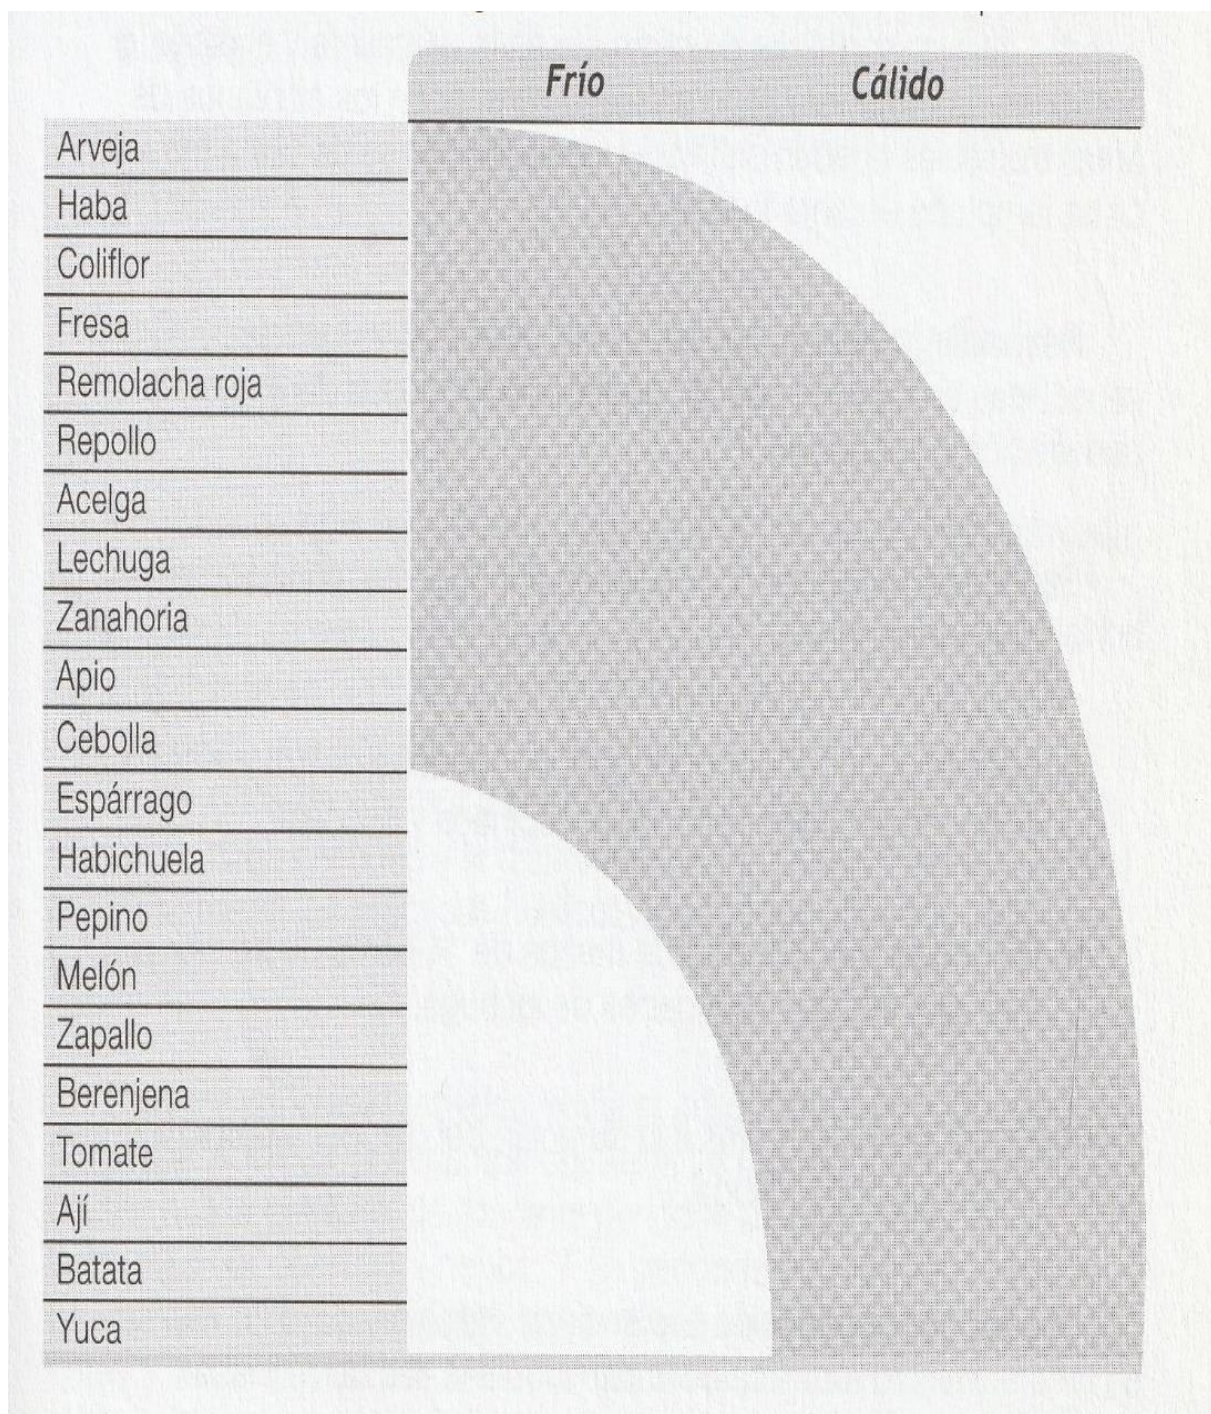 Frío Cálido
Arveja
Haba
Coliflor
Fresa
Remolacha roja
Repollo
Acelga
Lechuga
Zanahoria
Apio
Cebolla
Espárrago
Habichuela
Pepino
Melón
Zapallo
Berenjena
Tomate
Ají
Batata
Yuca